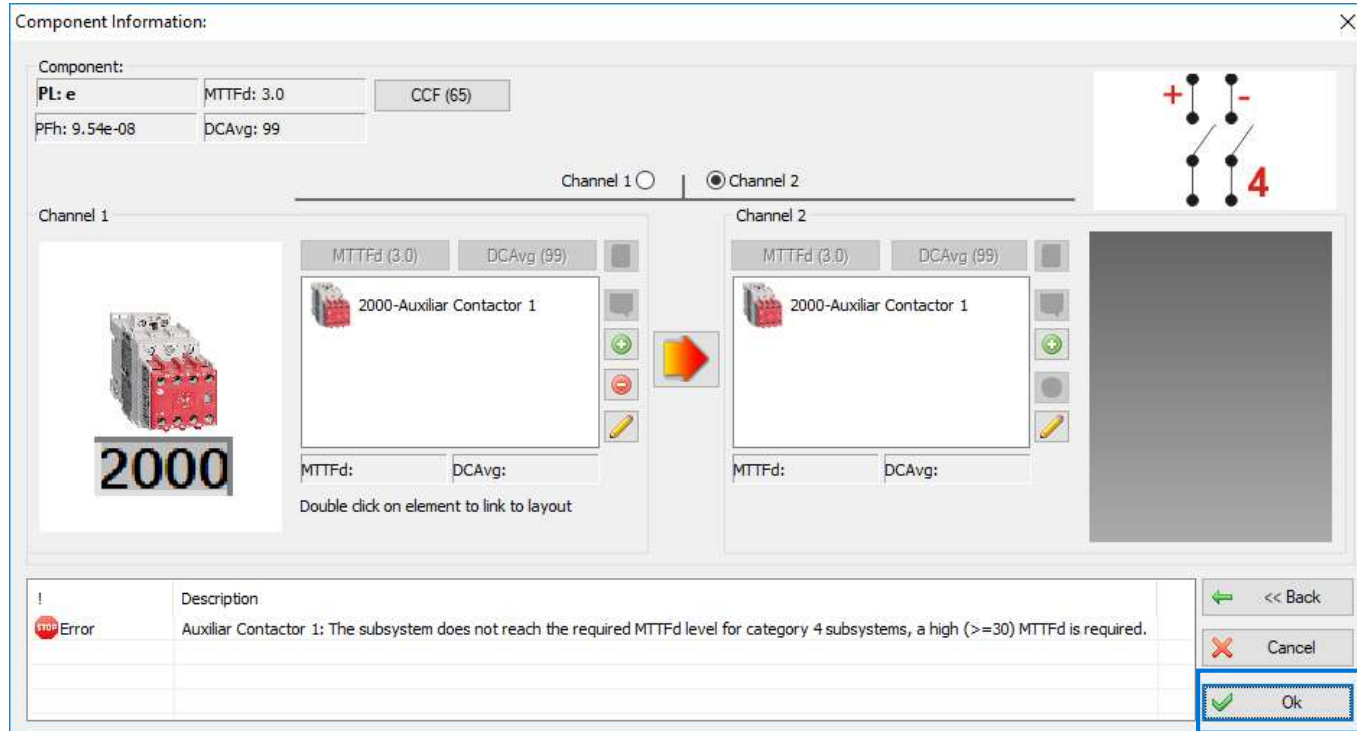 Component Information:
Component:
PL: e MTTFd: 3.0 CCF (65)
PFh: 9.54e-08 DCAvg: 99
+ -
4
Channel 1 Channel 2
Channel 1
MTTFd (3.0) DCAvg (99)
2000-Auxiliar Contactor 1
2000
MTTFd: DCAvg:
Double click on element to link to layout
Channel 2
MTTFd (3.0) DCAvg (99)
2000-Auxiliar Contactor 1
MTTFd: DCAvg:
! Description
STOP Error Auxiliar Contactor 1: The subsystem does not reach the required MTTFd level for category 4 subsystems, a high (>=30) MTTFd is required.
<< Back
Cancel
Ok